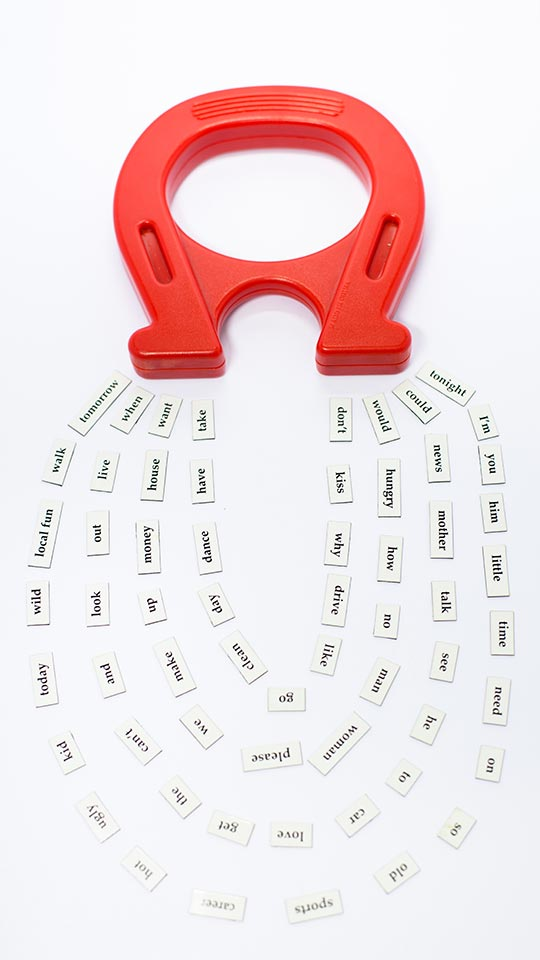 tomorrow
when
want
take
don't
would
could
tonight
walk
live
house
have
kiss
hungry
news
I'm
you
local fun
out
money
dance
why
how
mother
him
little
wild
look
up
day
drive
no
talk
time
today
and
make
clean
like
man
see
need
kid
can't
we
go
please
woman
he
on
ugly
the
get
love
car
to
so
hot
career
sports
old